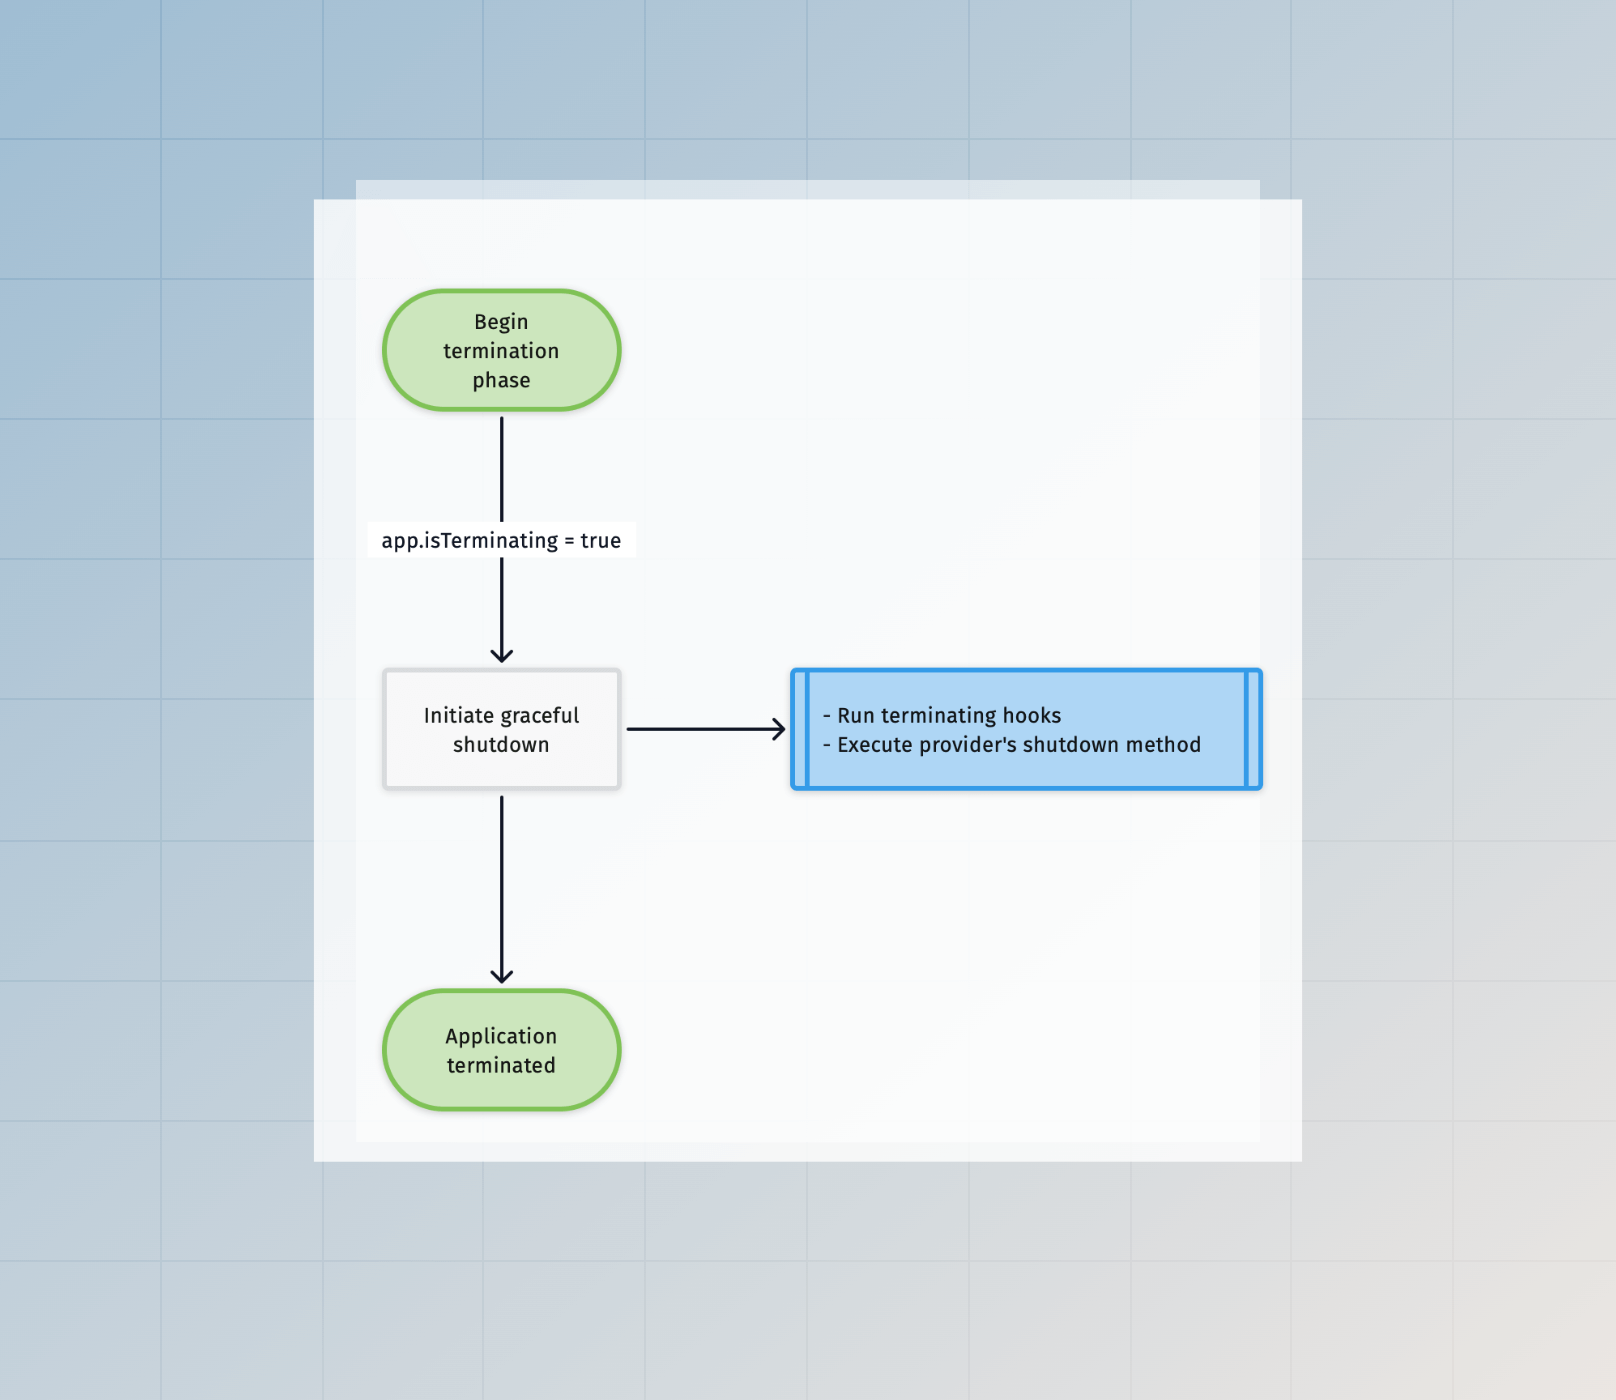 Begin
termination
phase
app.isTerminating = true
Initiate graceful
shutdown
- Run terminating hooks
- Execute provider's shutdown method
Application
terminated